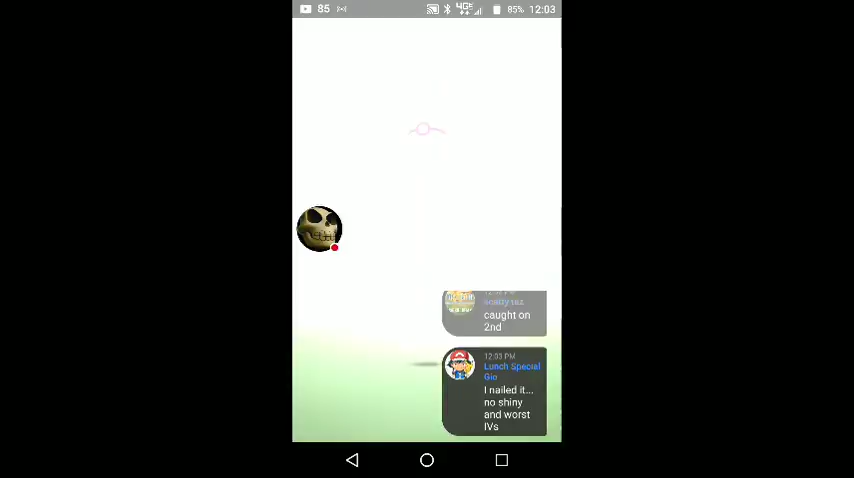 85 4GE 85% 12:03
caught on
2nd
12:03 PM
Lunch Special
Gio
I nailed it...
no shiny
and worst
IVs